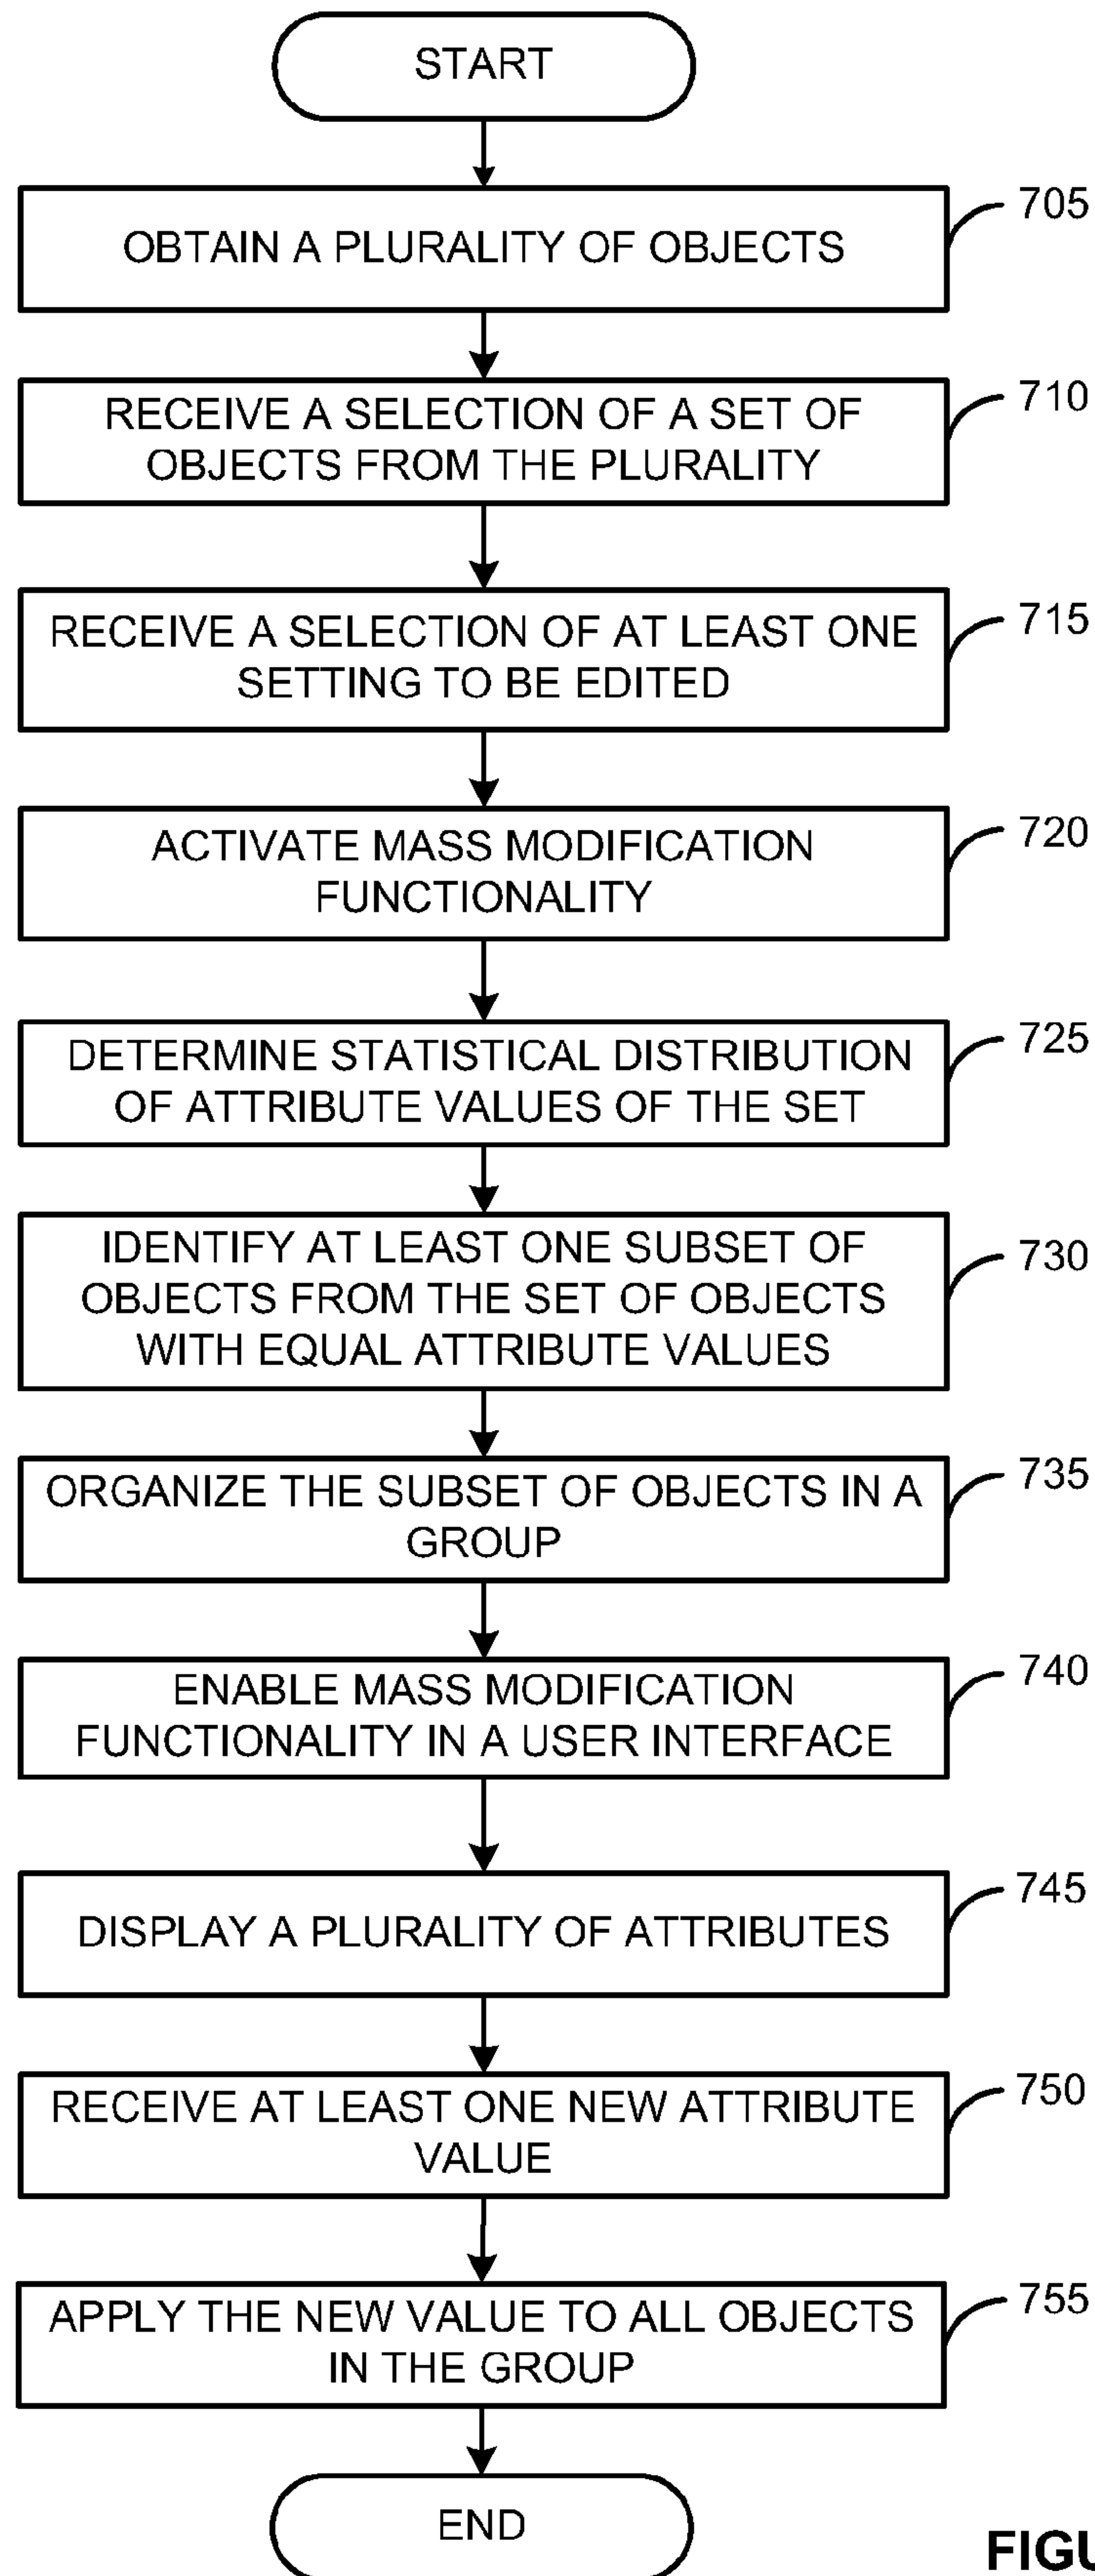 START
OBTAIN A PLURALITY OF OBJECTS
705
RECEIVE A SELECTION OF A SET OF
OBJECTS FROM THE PLURALITY
710
RECEIVE A SELECTION OF AT LEAST ONE
SETTING TO BE EDITED
715
ACTIVATE MASS MODIFICATION
FUNCTIONALITY
720
DETERMINE STATISTICAL DISTRIBUTION
OF ATTRIBUTE VALUES OF THE SET
725
IDENTIFY AT LEAST ONE SUBSET OF
OBJECTS FROM THE SET OF OBJECTS
WITH EQUAL ATTRIBUTE VALUES
730
ORGANIZE THE SUBSET OF OBJECTS IN A
GROUP
735
ENABLE MASS MODIFICATION
FUNCTIONALITY IN A USER INTERFACE
740
DISPLAY A PLURALITY OF ATTRIBUTES
745
RECEIVE AT LEAST ONE NEW ATTRIBUTE
VALUE
750
APPLY THE NEW VALUE TO ALL OBJECTS
IN THE GROUP
755
END